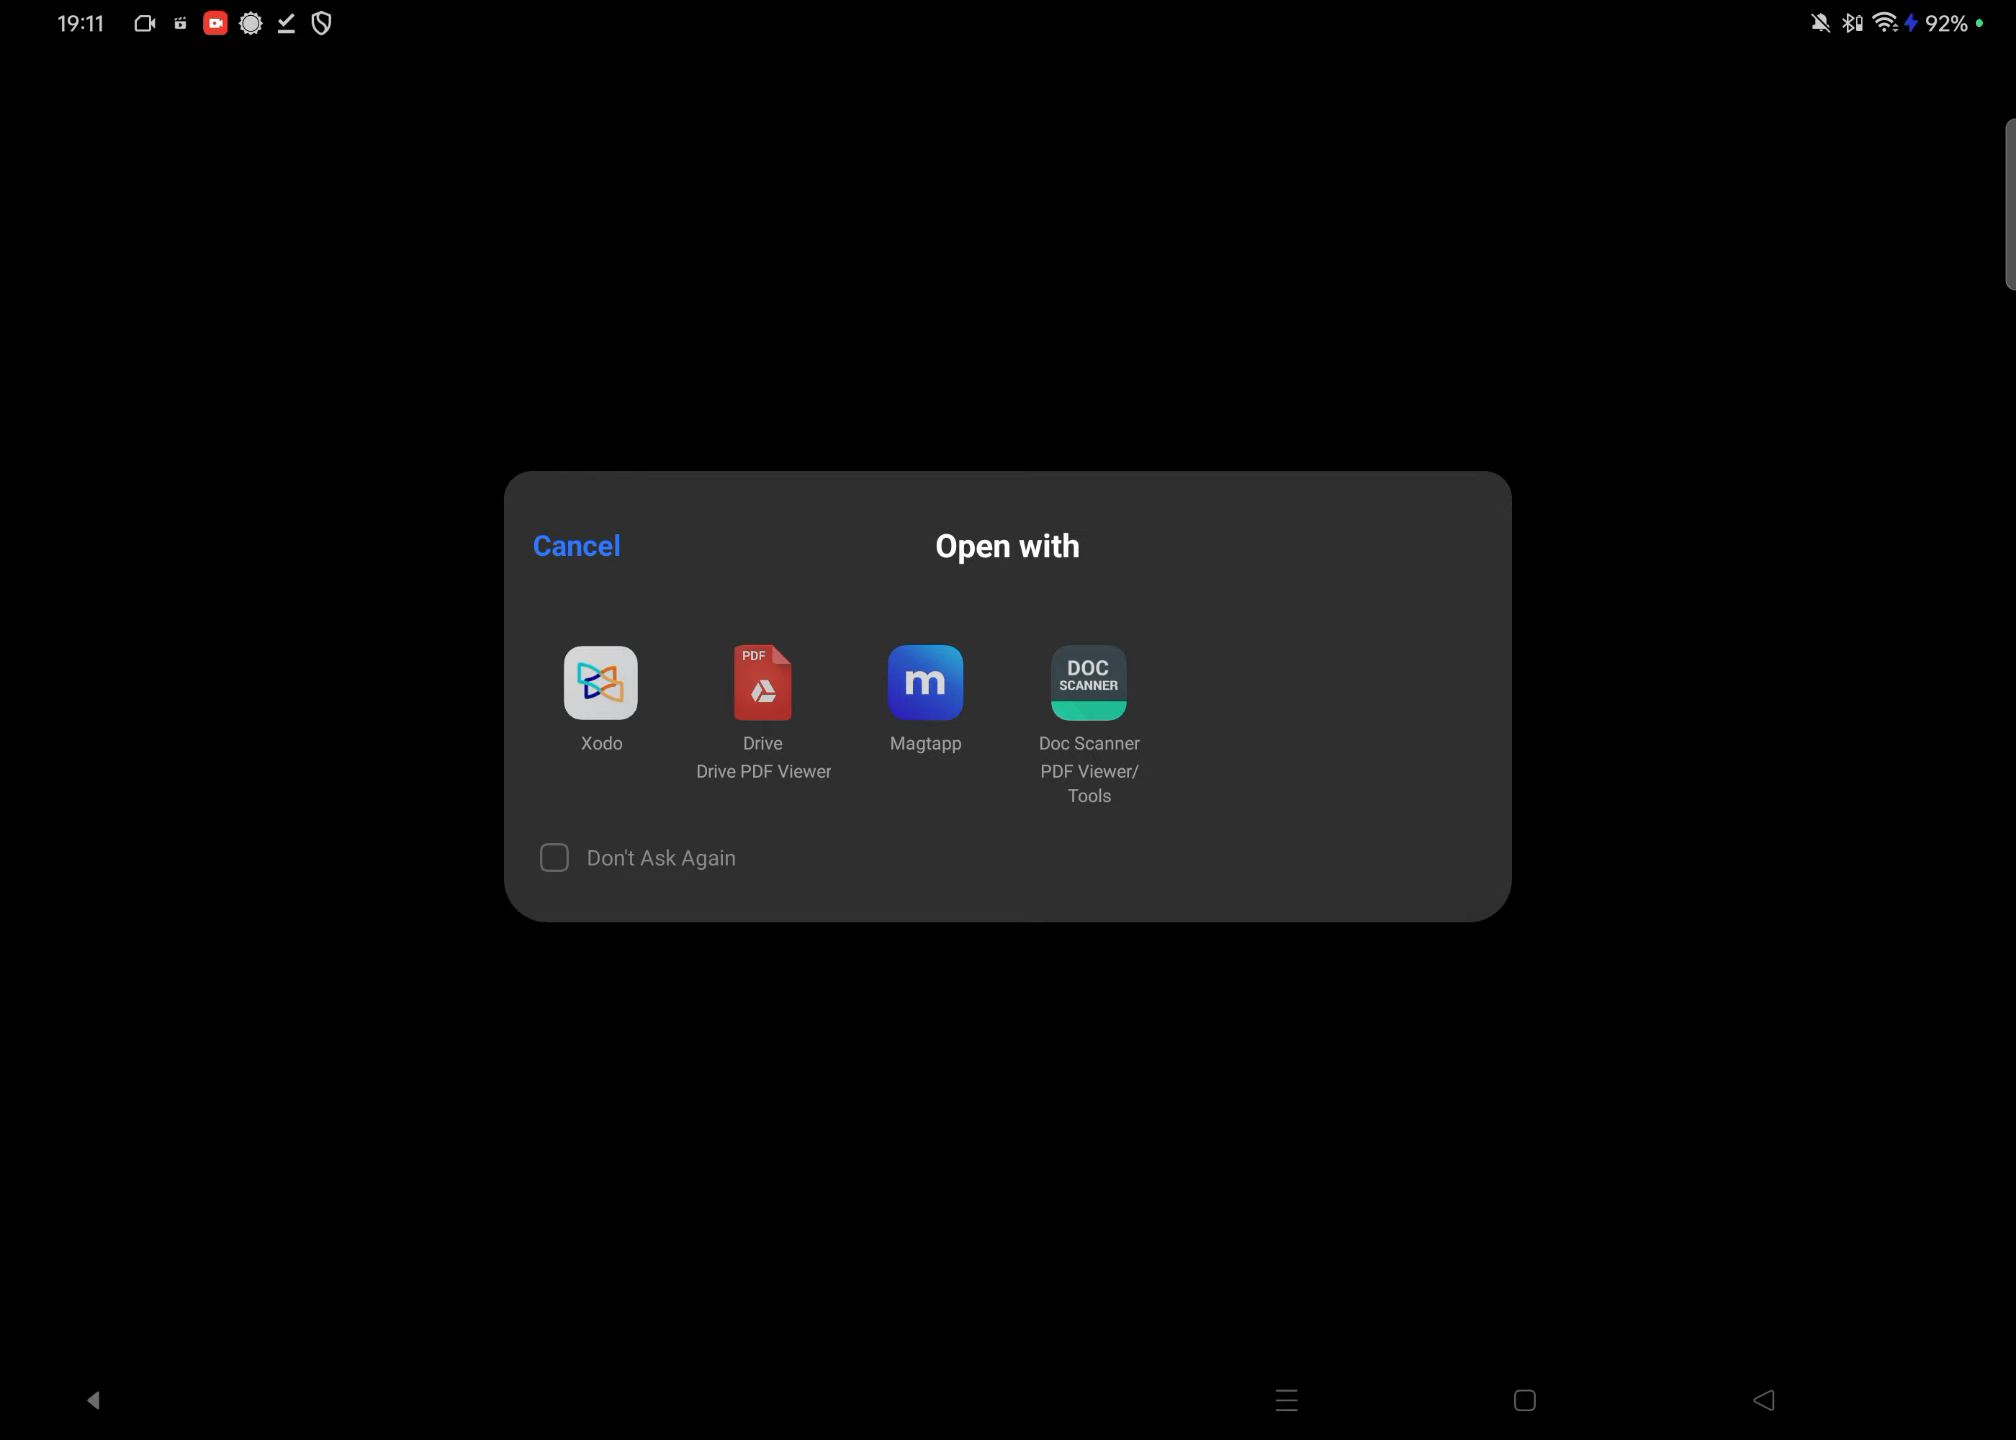 19:11
92%
Cancel
Open with
PDF
m
DOC
SCANNER
Xodo
Drive
Magtapp
Doc Scanner
Drive PDF Viewer
PDF Viewer/
Tools
Don't Ask Again